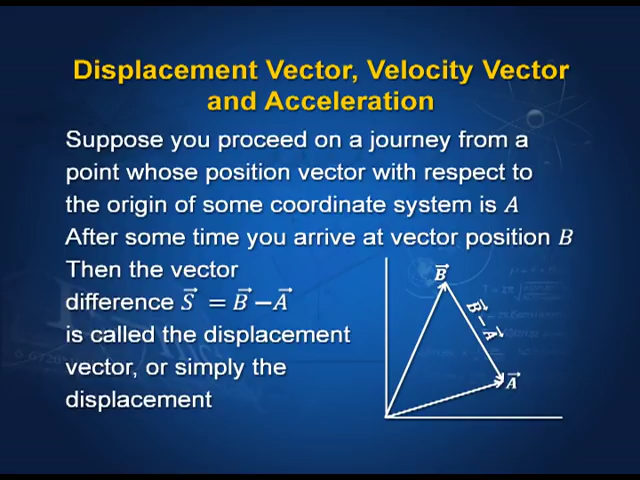 Displacement Vector, Velocity Vector
and Acceleration
Suppose you proceed on a journey from a
point whose position vector with respect to
the origin of some coordinate system is A
After some time you arrive at vector position B
Then the vector
difference S⃗ = B⃗ – A⃗
is called the displacement
vector, or simply the
displacement
B⃗
B⃗ – A⃗
A⃗